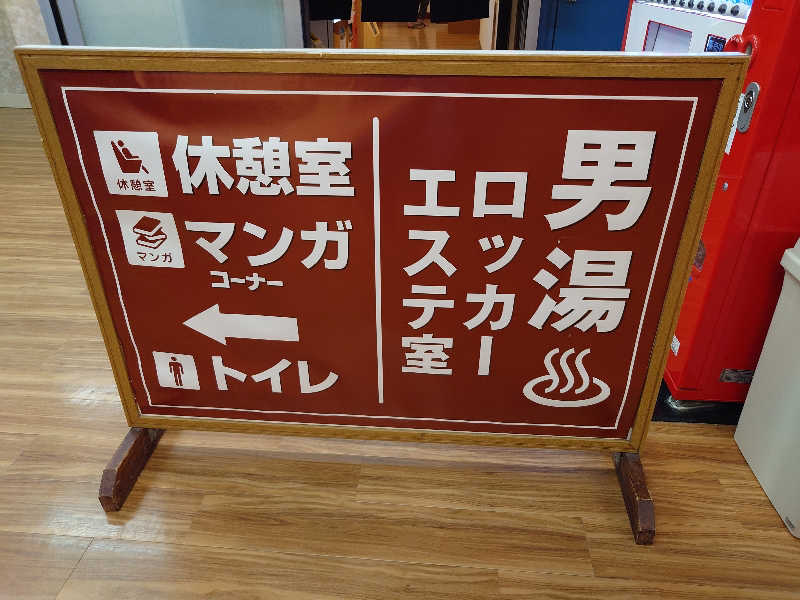 休憩室
休憩室
マンガ
マンガ
コーナー
トイレ
男湯
ロッカー
エステ室